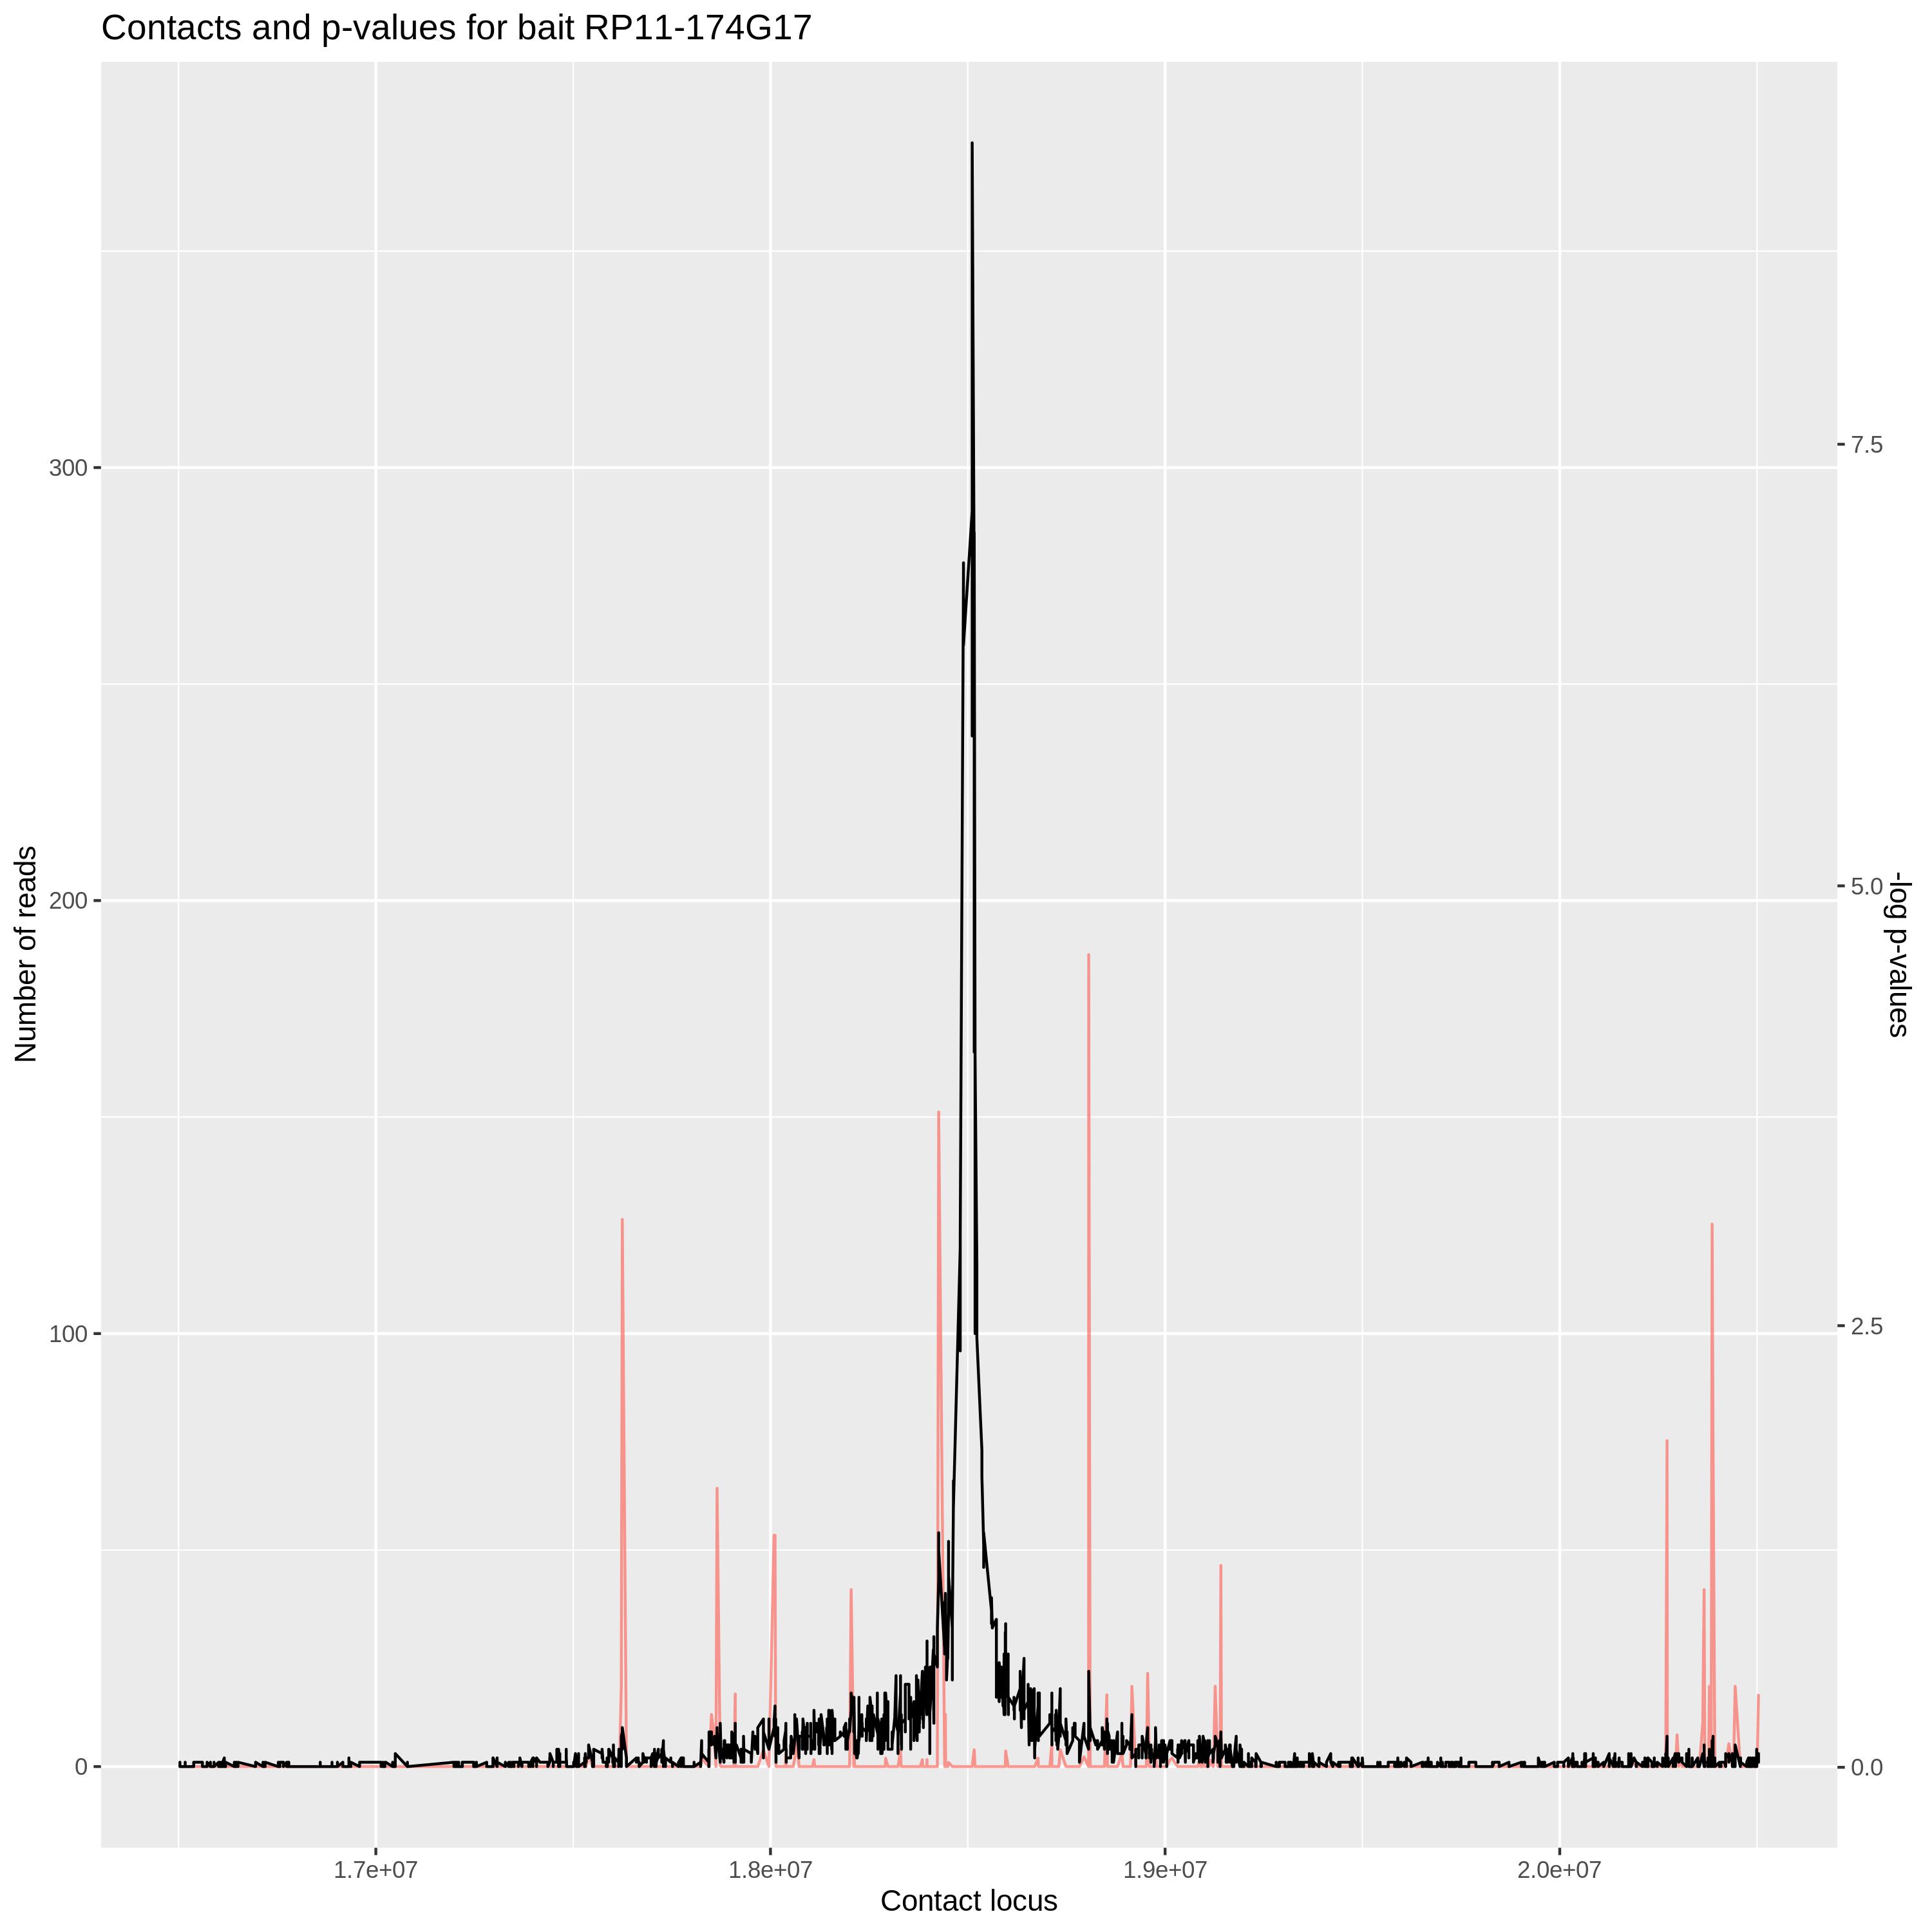 Contacts and p-values for bait RP11-174G17
Number of reads
300
200
100
0
7.5
5.0
2.5
0.0
-log p-values
1.7e+07
1.8e+07
1.9e+07
2.0e+07
Contact locus